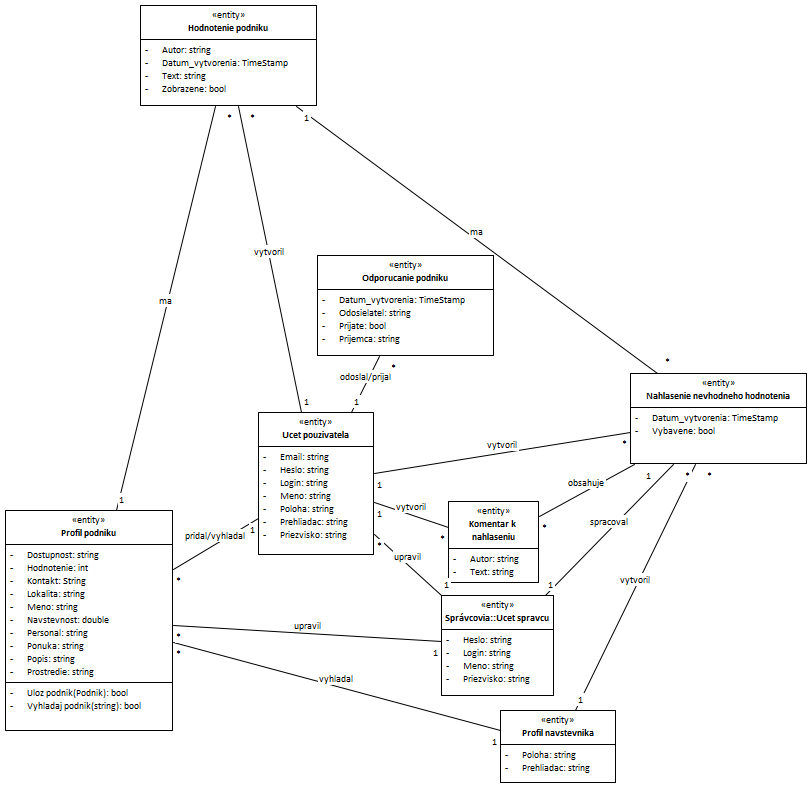 «entity»
Hodnotenie podniku
- Autor: string
- Datum_vytvorenia: TimeStamp
- Text: string
- Zobrazene: bool
* *
1
ma
vytvoril
ma
«entity»
Odporucanie podniku
- Datum_vytvorenia: TimeStamp
- Odosielatel: string
- Prijate: bool
- Prijemca: string
*
odoslal/prijal
1
1
*
«entity»
Nahlasenie nevhodneho hodnotenia
- Datum_vytvorenia: TimeStamp
- Vybavene: bool
*
1
* *
«entity»
Ucet pouzivatela
- Email: string
- Heslo: string
- Login: string
- Meno: string
- Poloha: string
- Prehliadac: string
- Priezvisko: string
vytvoril
1
1
vytvoril
*
obsahuje
*
spracoval
«entity»
Komentar k
nahlaseniu
- Autor: string
- Text: string
1
«entity»
Profil podniku
- Dostupnost: string
- Hodnotenie: int
- Kontakt: String
- Lokalita: string
- Meno: string
- Navstevnost: double
- Personal: string
- Ponuka: string
- Popis: string
- Prostredie: string
- Uloz podnik(Podnik): bool
- Vyhladaj podnik(string): bool
pridal/vyhladal
1
*
*
upravil
1
1
«entity»
Správcovia::Ucet spravcu
- Heslo: string
- Login: string
- Meno: string
- Priezvisko: string
vytvoril
*
upravil
1
*
vyhladal
1
1
«entity»
Profil navstevnika
- Poloha: string
- Prehliadac: string